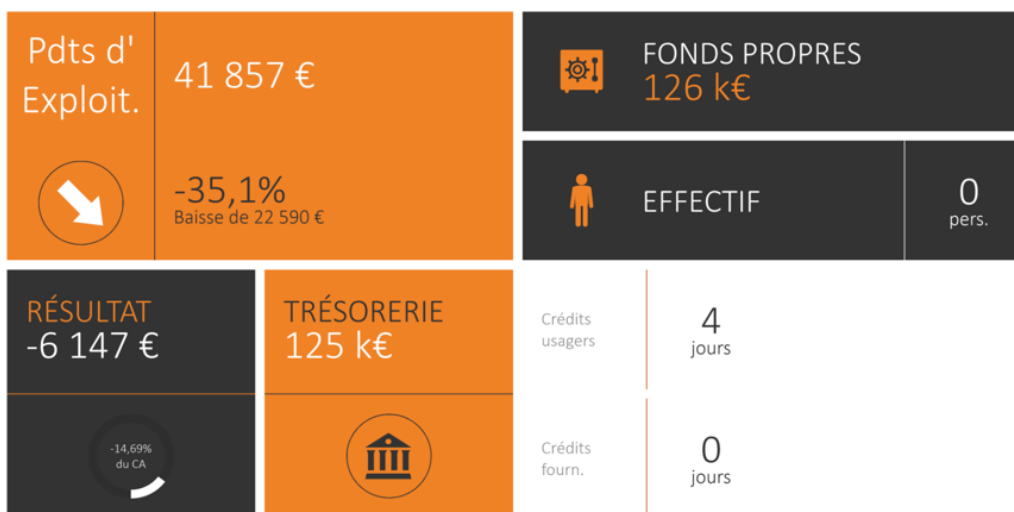 Pdts d'
Exploit.
41 857 €
-35,1%
Baisse de 22 590 €
FONDS PROPRES
126 k€
EFFECTIF
0
pers.
RÉSULTAT
-6 147 €
-14,69%
du CA
TRÉSORERIE
125 k€
Crédits
usagers
4
jours
Crédits
fourn.
0
jours